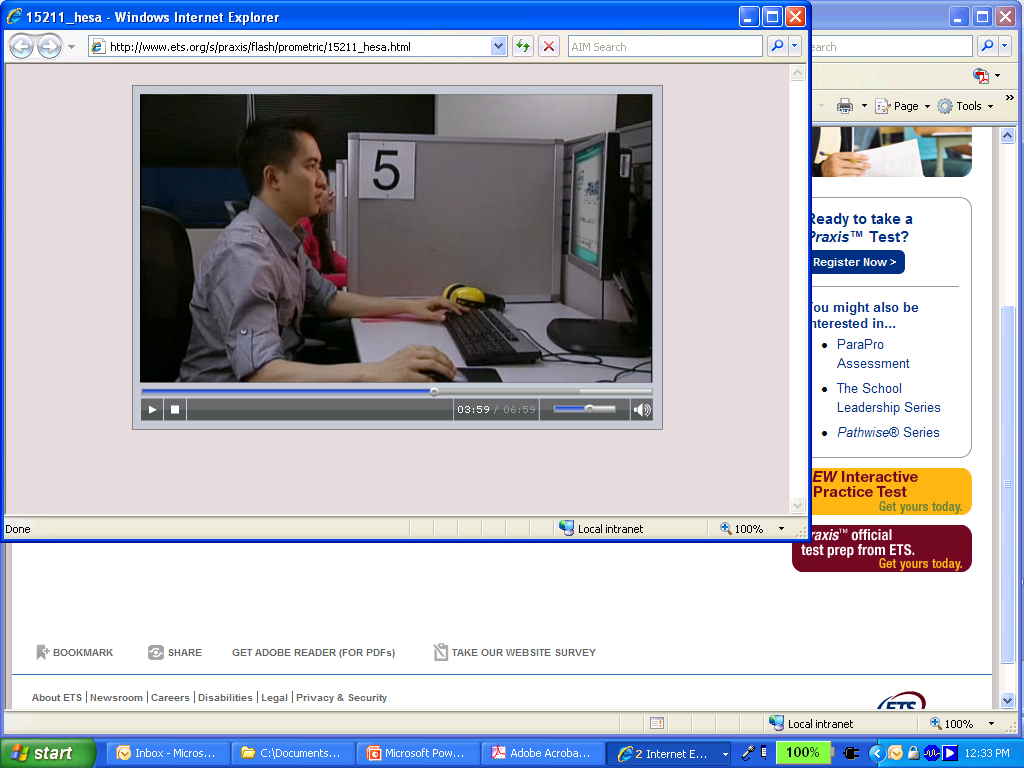 15211_hesa - Windows Internet Explorer
http://www.ets.org/s/praxis/flash/prometric/15211_hesa.html
AIM Search
earch
Page
Tools
»
5
03:59 / 06:59
Ready to take a
Praxis™ Test?
Register Now >
You might also be
interested in...
ParaPro
Assessment
The School
Leadership Series
Pathwise® Series
EW Interactive
Practice Test
Get yours today.
Praxis™ official
test prep from ETS.
Get yours today.
Done
Local intranet
100%
BOOKMARK
SHARE
GET ADOBE READER (FOR PDFs)
TAKE OUR WEBSITE SURVEY
About ETS | Newsroom | Careers | Disabilities | Legal | Privacy & Security
ETS
Local intranet
100%
start
Inbox - Micros...
C:\Documents...
Microsoft Pow...
Adobe Acroba...
2 Internet E...
100%
12:33 PM